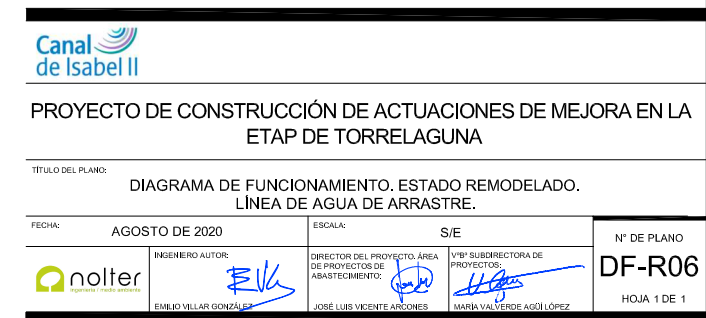 Canal
de Isabel II
PROYECTO DE CONSTRUCCIÓN DE ACTUACIONES DE MEJORA EN LA
ETAP DE TORRELAGUNA
TÍTULO DEL PLANO:
DIAGRAMA DE FUNCIONAMIENTO. ESTADO REMODELADO.
LÍNEA DE AGUA DE ARRASTRE.
FECHA:
AGOSTO DE 2020
ESCALA:
S/E
Nº DE PLANO
DF-R06
HOJA 1 DE 1
nolter
ingeniería / medio ambiente
INGENIERO AUTOR:
EMILIO VILLAR GONZÁLEZ
DIRECTOR DEL PROYECTO. ÁREA
DE PROYECTOS DE
ABASTECIMIENTO:
JOSÉ LUIS VICENTE ARCONES
VºBº SUBDIRECTORA DE
PROYECTOS:
MARÍA VALVERDE AGÜI LÓPEZ